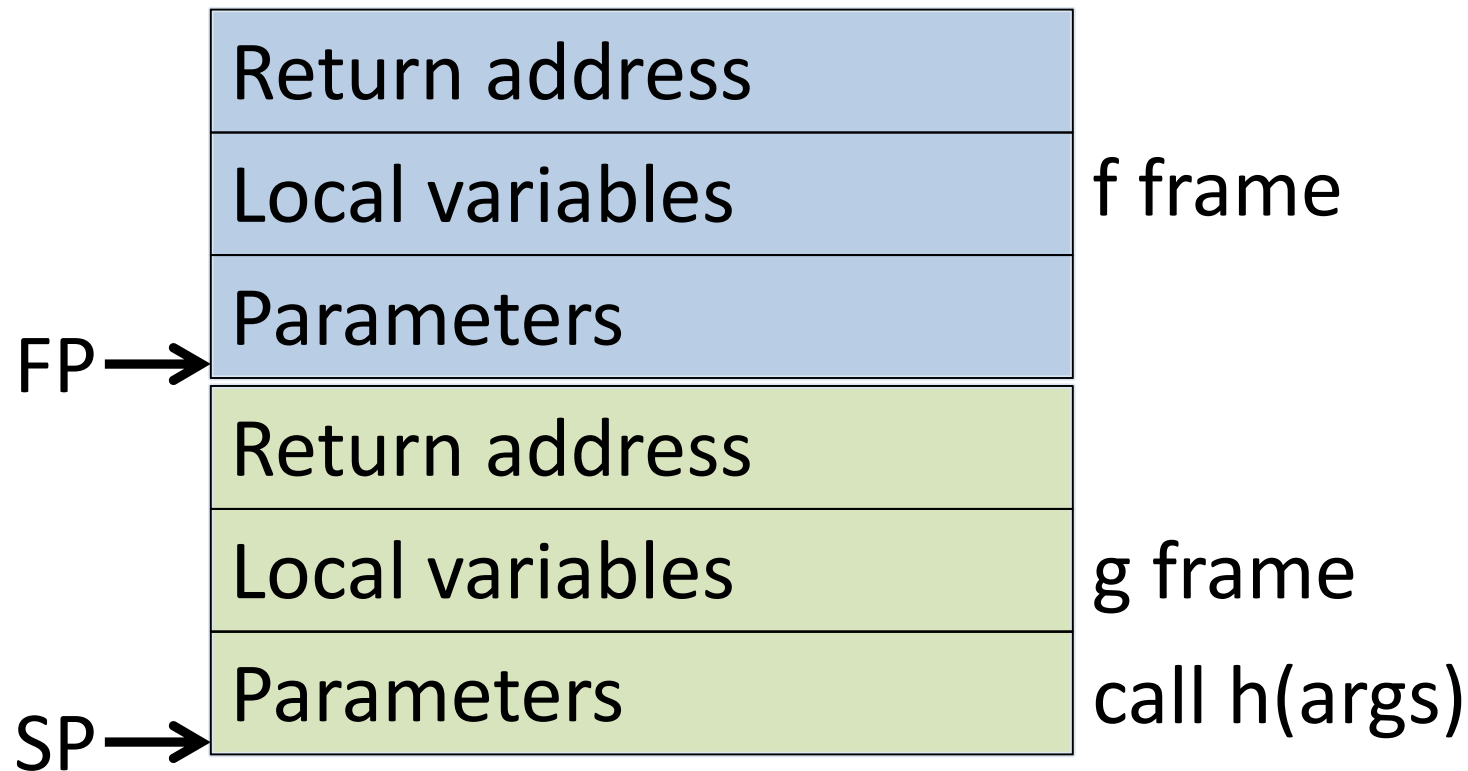 Return address
Local variables
f frame
Parameters
FP
Return address
Local variables
g frame
Parameters
call h(args)
SP